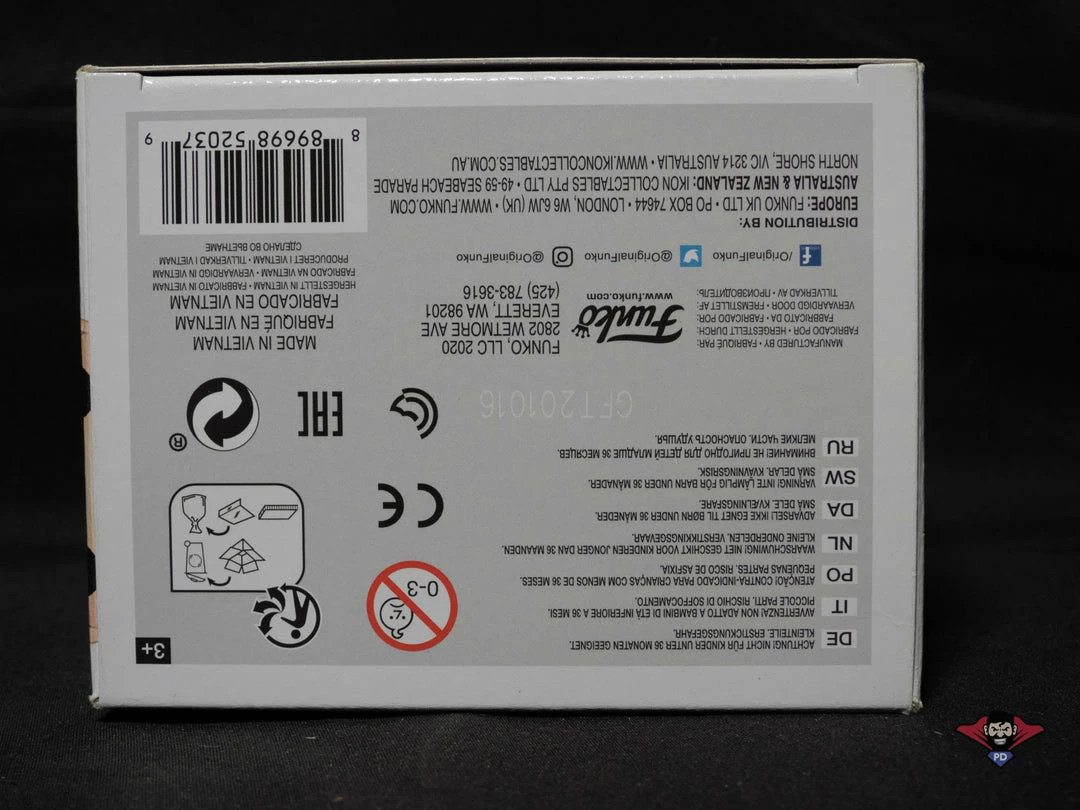 3+
DE
ACHTUNG! NICHT FÜR KINDER UNTER 36 MONATEN GEEIGNET.
KLEINTEILE. ERSTICKUNGSGEFAHR.
IT
AVVERTENZA! NON ADATTO A BAMBINI DI ETÀ INFERIORE A 36 MESI.
PICCOLE PARTI. RISCHIO DI SOFFOCAMENTO.
PO
ATENÇÃO! CONTRA-INDICADO PARA CRIANÇAS COM MENOS DE 36 MESES.
PEQUENAS PARTES. RISCO DE ASFIXIA.
NL
WAARSCHUWING! NIET GESCHIKT VOOR KINDEREN JONGER DAN 36 MAANDEN.
KLEINE ONDERDELEN. VERSTIKKINGSGEVAAR.
DA
ADVARSEL! IKKE EGNET TIL BØRN UNDER 36 MÅNEDER.
SMÅ DELE. KVÆLNINGSFARE.
SW
VARNING! INTE LÄMPLIG FÖR BARN UNDER 36 MÅNADER.
SMÅ DELAR. KVÄVNINGSRISK.
RU
ВНИМАНИЕ! НЕ ПРИГОДНО ДЛЯ ДЕТЕЙ МЛАДШЕ 36 МЕСЯЦЕВ.
МЕЛКИЕ ЧАСТИ. ОПАСНОСТЬ УДУШЬЯ.
0-3
CE
EAC
®
GFT201016
MANUFACTURED BY • FABRIQUÉ PAR:
FABRICADO POR • HERGESTELLT DURCH:
FABBRICATO DA • FABRICADO POR:
VERVAARDIGD DOOR • FREMSTILLET AF:
TILLVERKAD AV • ПРОИЗВОДИТЕЛЬ:
Funko
www.funko.com
FUNKO, LLC 2020
2802 WETMORE AVE
EVERETT, WA 98201
(425) 783-3616
/OriginalFunko
@OriginalFunko
@OriginalFunko
DISTRIBUTION BY:
EUROPE: FUNKO UK LTD • PO BOX 74644 • LONDON, W6 6JW (UK) • WWW.FUNKO.COM
AUSTRALIA & NEW ZEALAND: IKON COLLECTABLES PTY LTD • 49-59 SEABEACH PARADE
NORTH SHORE, VIC 3214 AUSTRALIA • WWW.IKONCOLLECTABLES.COM.AU
MADE IN VIETNAM
FABRIQUÉ EN VIETNAM
FABRICADO EN VIETNAM
HERGESTELLT IN VIETNAM • FABBRICATO IN VIETNAM
FABRICADO NA VIETNAM • VERVAARDIGD IN VIETNAM
PRODUCERET I VIETNAM • TILLVERKAD I VIETNAM
СДЕЛАНО ВО ВЬЕТНАМЕ
8 89698 52037 9
PD